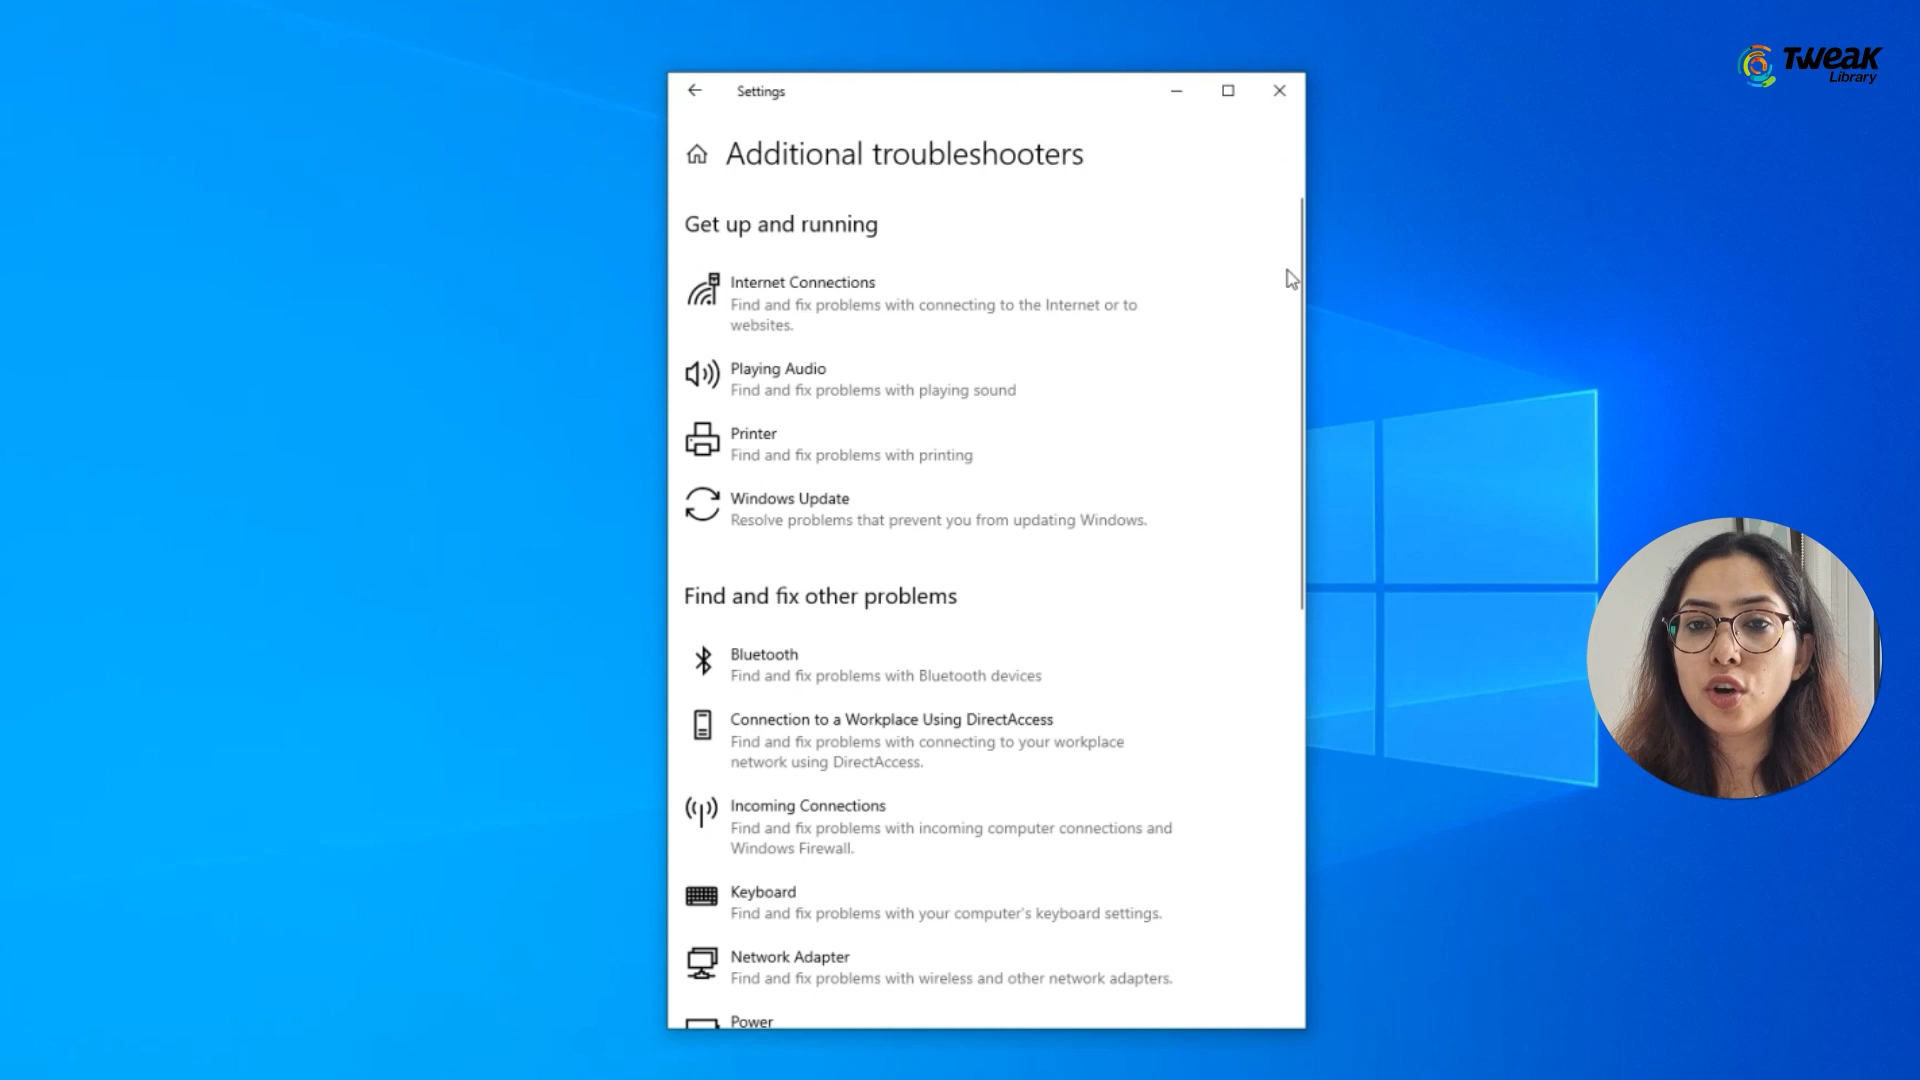 Tweak
Library
Settings
Additional troubleshooters
Get up and running
Internet Connections
Find and fix problems with connecting to the Internet or to
websites.
Playing Audio
Find and fix problems with playing sound
Printer
Find and fix problems with printing
Windows Update
Resolve problems that prevent you from updating Windows.
Find and fix other problems
Bluetooth
Find and fix problems with Bluetooth devices
Connection to a Workplace Using DirectAccess
Find and fix problems with connecting to your workplace
network using DirectAccess.
Incoming Connections
Find and fix problems with incoming computer connections and
Windows Firewall.
Keyboard
Find and fix problems with your computer's keyboard settings.
Network Adapter
Find and fix problems with wireless and other network adapters.
Power